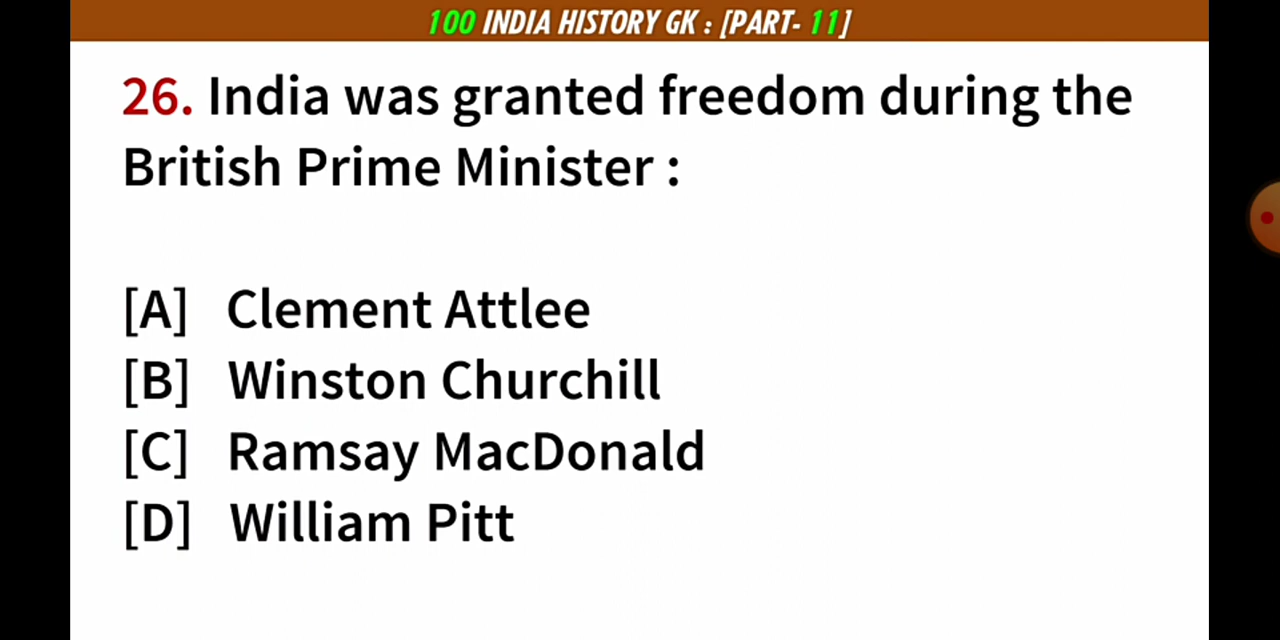 100 INDIA HISTORY GK : [PART- 11]
26. India was granted freedom during the
British Prime Minister :
[A] Clement Attlee
[B] Winston Churchill
[C] Ramsay MacDonald
[D] William Pitt